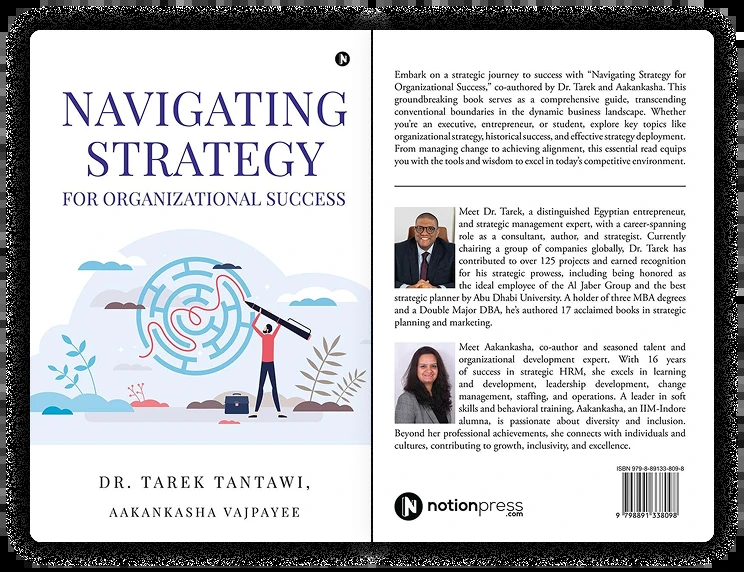 N
NAVIGATING
STRATEGY
FOR ORGANIZATIONAL SUCCESS
DR. TAREK TANTAWI,
AAKANKASHA VAJPAYEE
Embark on a strategic journey to success with “Navigating Strategy for
Organizational Success,” co-authored by Dr. Tarek and Aakankasha. This
groundbreaking book serves as a comprehensive guide, transcending
conventional boundaries in the dynamic business landscape. Whether
you’re an executive, entrepreneur, or student, explore key topics like
organizational strategy, historical success, and effective strategy deployment.
From managing change to achieving alignment, this essential read equips
you with the tools and wisdom to excel in today’s competitive environment.
Meet Dr. Tarek, a distinguished Egyptian entrepreneur,
and strategic management expert, with a career-spanning
role as a consultant, author, and strategist. Currently
chairing a group of companies globally, Dr. Tarek has
contributed to over 125 projects and earned recognition
for his strategic prowess, including being honored as
the ideal employee of the Al Jaber Group and the best
strategic planner by Abu Dhabi University. A holder of three MBA degrees
and a Double Major DBA, he’s authored 17 acclaimed books in strategic
planning and marketing.
Meet Aakankasha, co-author and seasoned talent and
organizational development expert. With 16 years
of success in strategic HRM, she excels in learning
and development, leadership development, change
management, staffing, and operations. A leader in soft
skills and behavioral training, Aakankasha, an IIM-Indore
alumna, is passionate about diversity and inclusion.
Beyond her professional achievements, she connects with individuals and
cultures, contributing to growth, inclusivity, and excellence.
ISBN 979-8-89133-809-8
9 798891 338098
N notionpress
.com